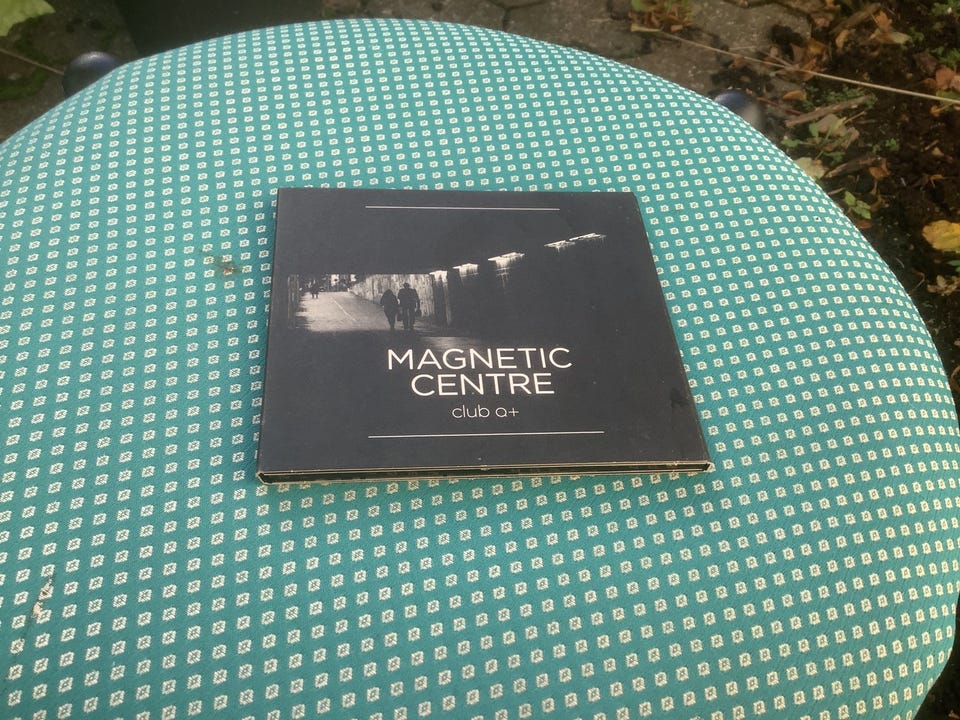 MAGNETIC
CENTRE
club a+